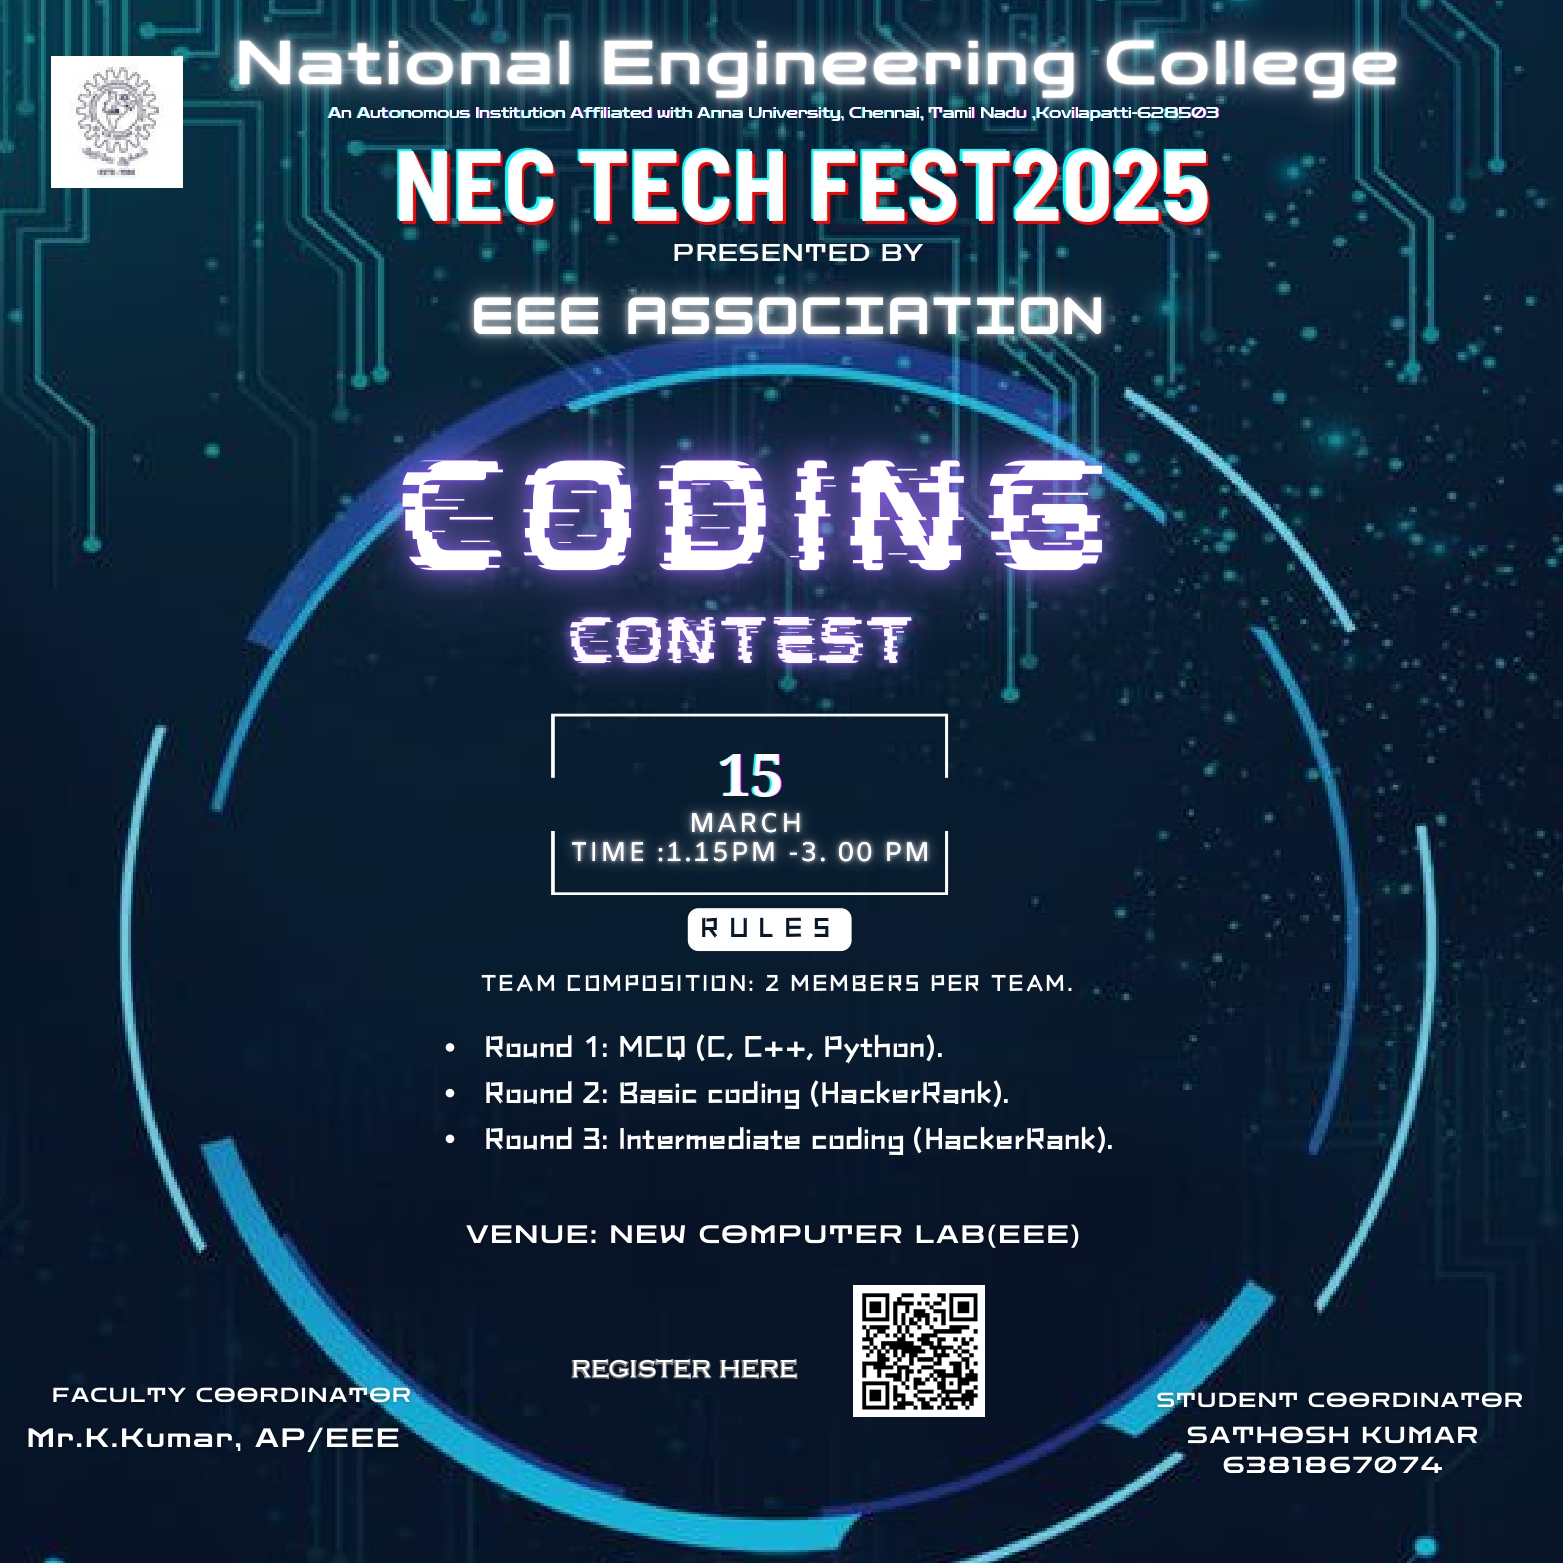 National Engineering College
An Autonomous Institution Affiliated with Anna University, Chennai, Tamil Nadu ,Kovilapatti-628503
NEC TECH FEST2025
PRESENTED BY
EEE ASSOCIATION
CODING
CONTEST
15
MARCH
TIME :1.15PM -3. 00 PM
RULES
TEAM COMPOSITION: 2 MEMBERS PER TEAM.
• Round 1: MCQ (C, C++, Python).
• Round 2: Basic coding (HackerRank).
• Round 3: Intermediate coding (HackerRank).
VENUE: NEW COMPUTER LAB(EEE)
REGISTER HERE
FACULTY COORDINATOR
Mr.K.Kumar, AP/EEE
STUDENT COORDINATOR
SATHOSH KUMAR
6381867074